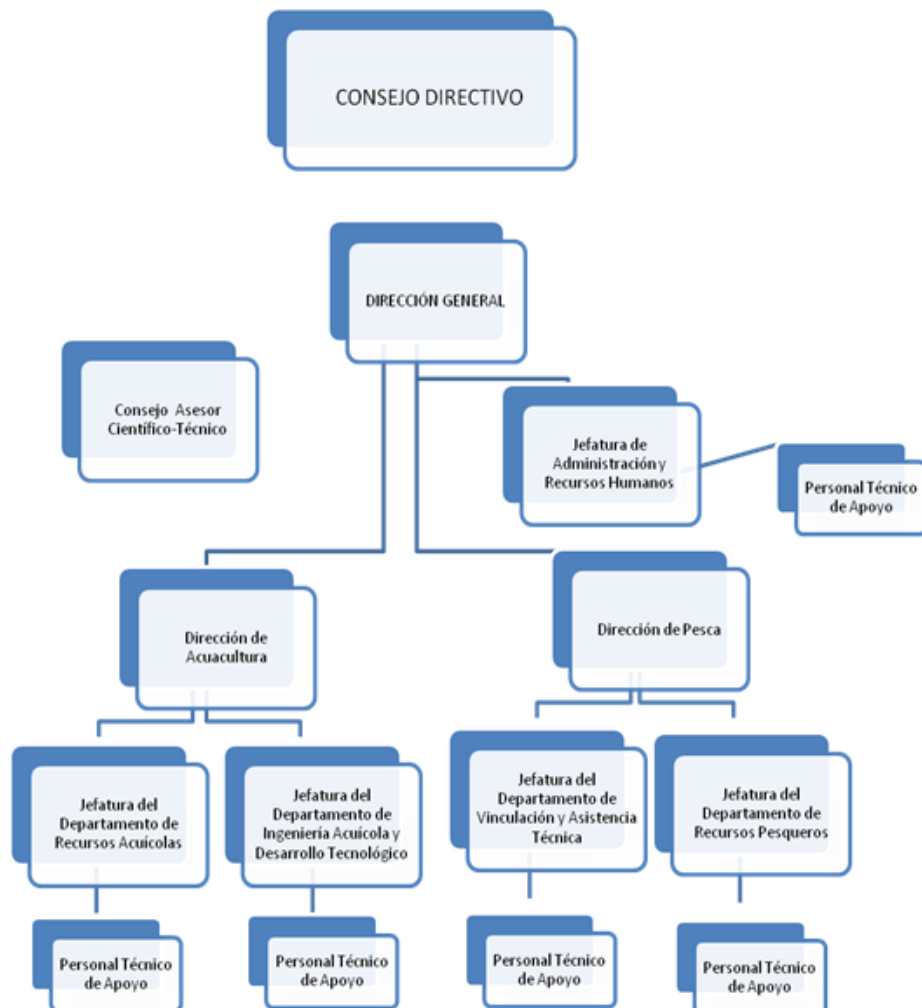 CONSEJO DIRECTIVO
DIRECCIÓN GENERAL
Consejo Asesor
Científico-Técnico
Jefatura de
Administración y
Recursos Humanos
Personal Técnico
de Apoyo
Dirección de
Acuacultura
Dirección de Pesca
Jefatura del
Departamento de
Recursos Acuícolas
Jefatura del
Departamento de
Ingeniería Acuícola y
Desarrollo Tecnológico
Jefatura del
Departamento de
Vinculación y Asistencia
Técnica
Jefatura del
Departamento de
Recursos Pesqueros
Personal Técnico
de Apoyo
Personal Técnico
de Apoyo
Personal Técnico
de Apoyo
Personal Técnico
de Apoyo